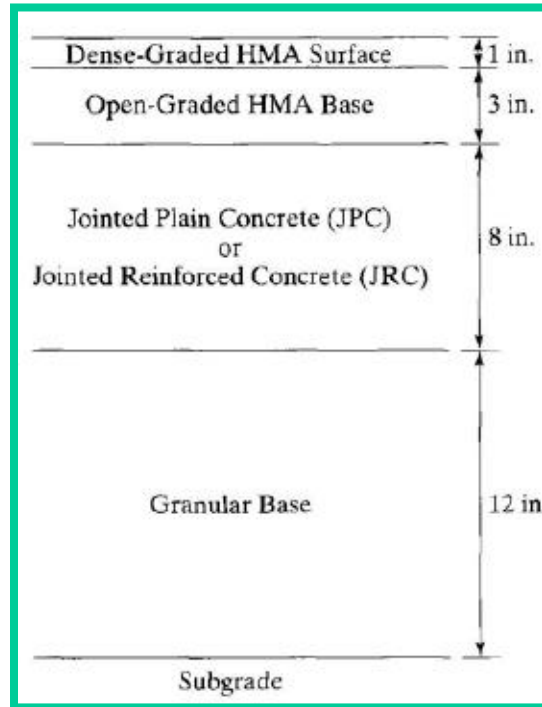 Dense-Graded HMA Surface
1 in.
Open-Graded HMA Base
3 in.
Jointed Plain Concrete (JPC)
or
Jointed Reinforced Concrete (JRC)
8 in.
Granular Base
12 in
Subgrade